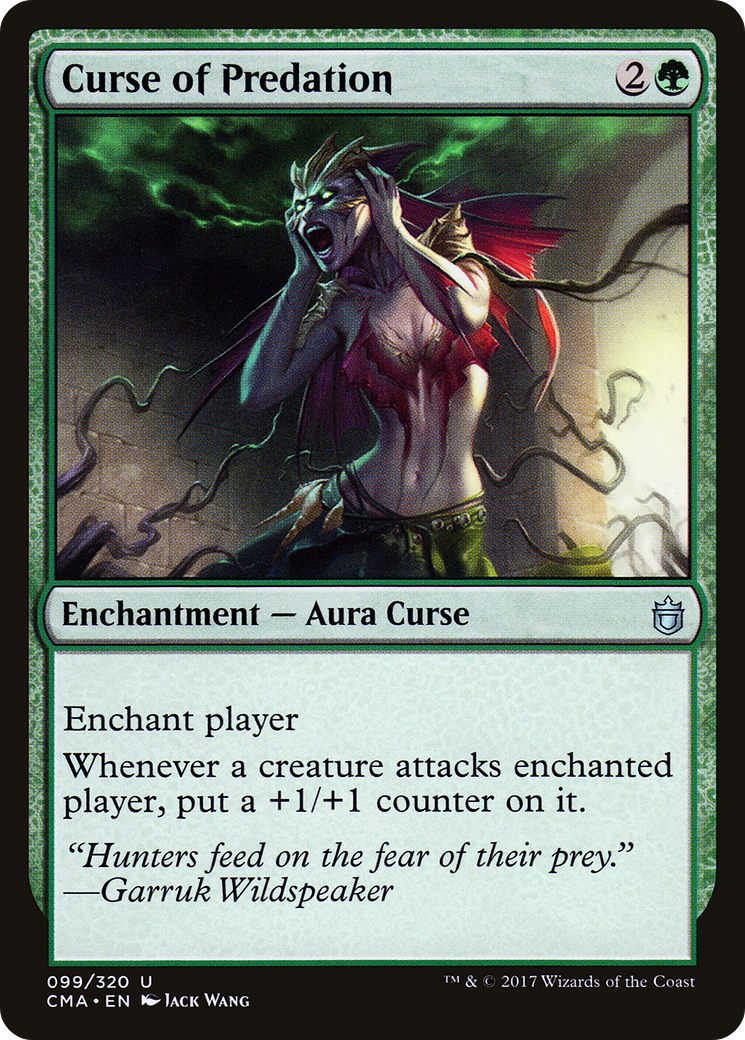 Curse of Predation 2
Enchantment — Aura Curse
Enchant player
Whenever a creature attacks enchanted
player, put a +1/+1 counter on it.
“Hunters feed on the fear of their prey.”
—Garruk Wildspeaker
099/320 U
CMA • EN Jack Wang
™ & © 2017 Wizards of the Coast